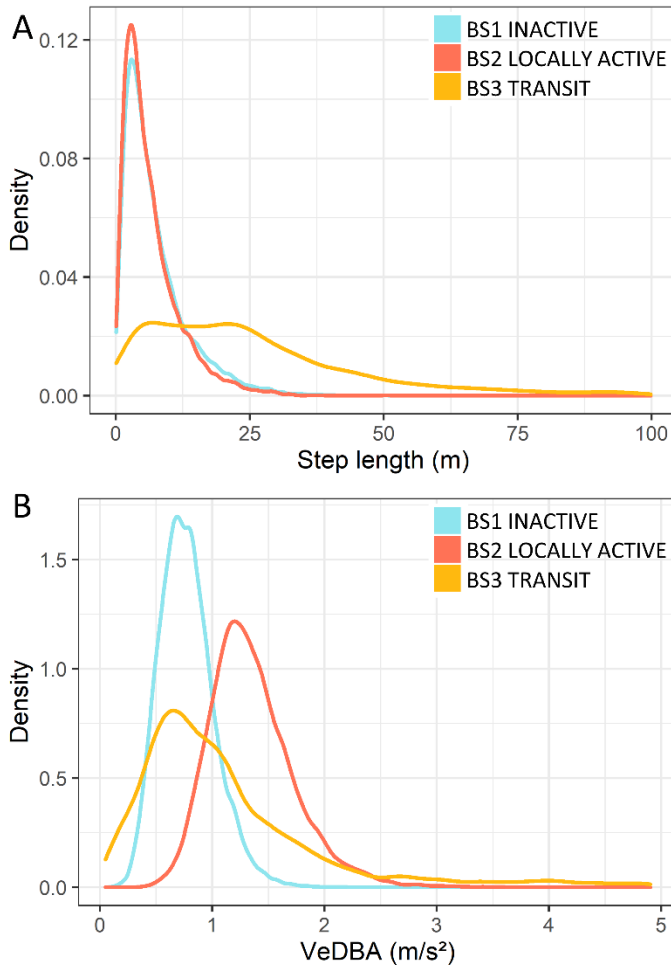 A
BS1 INACTIVE
BS2 LOCALLY ACTIVE
BS3 TRANSIT
0.12
0.08
0.04
0.00
Density
0
25
50
75
100
Step length (m)
B
BS1 INACTIVE
BS2 LOCALLY ACTIVE
BS3 TRANSIT
1.5
1.0
0.5
0.0
Density
0
1
2
3
4
5
VeDBA (m/s²)